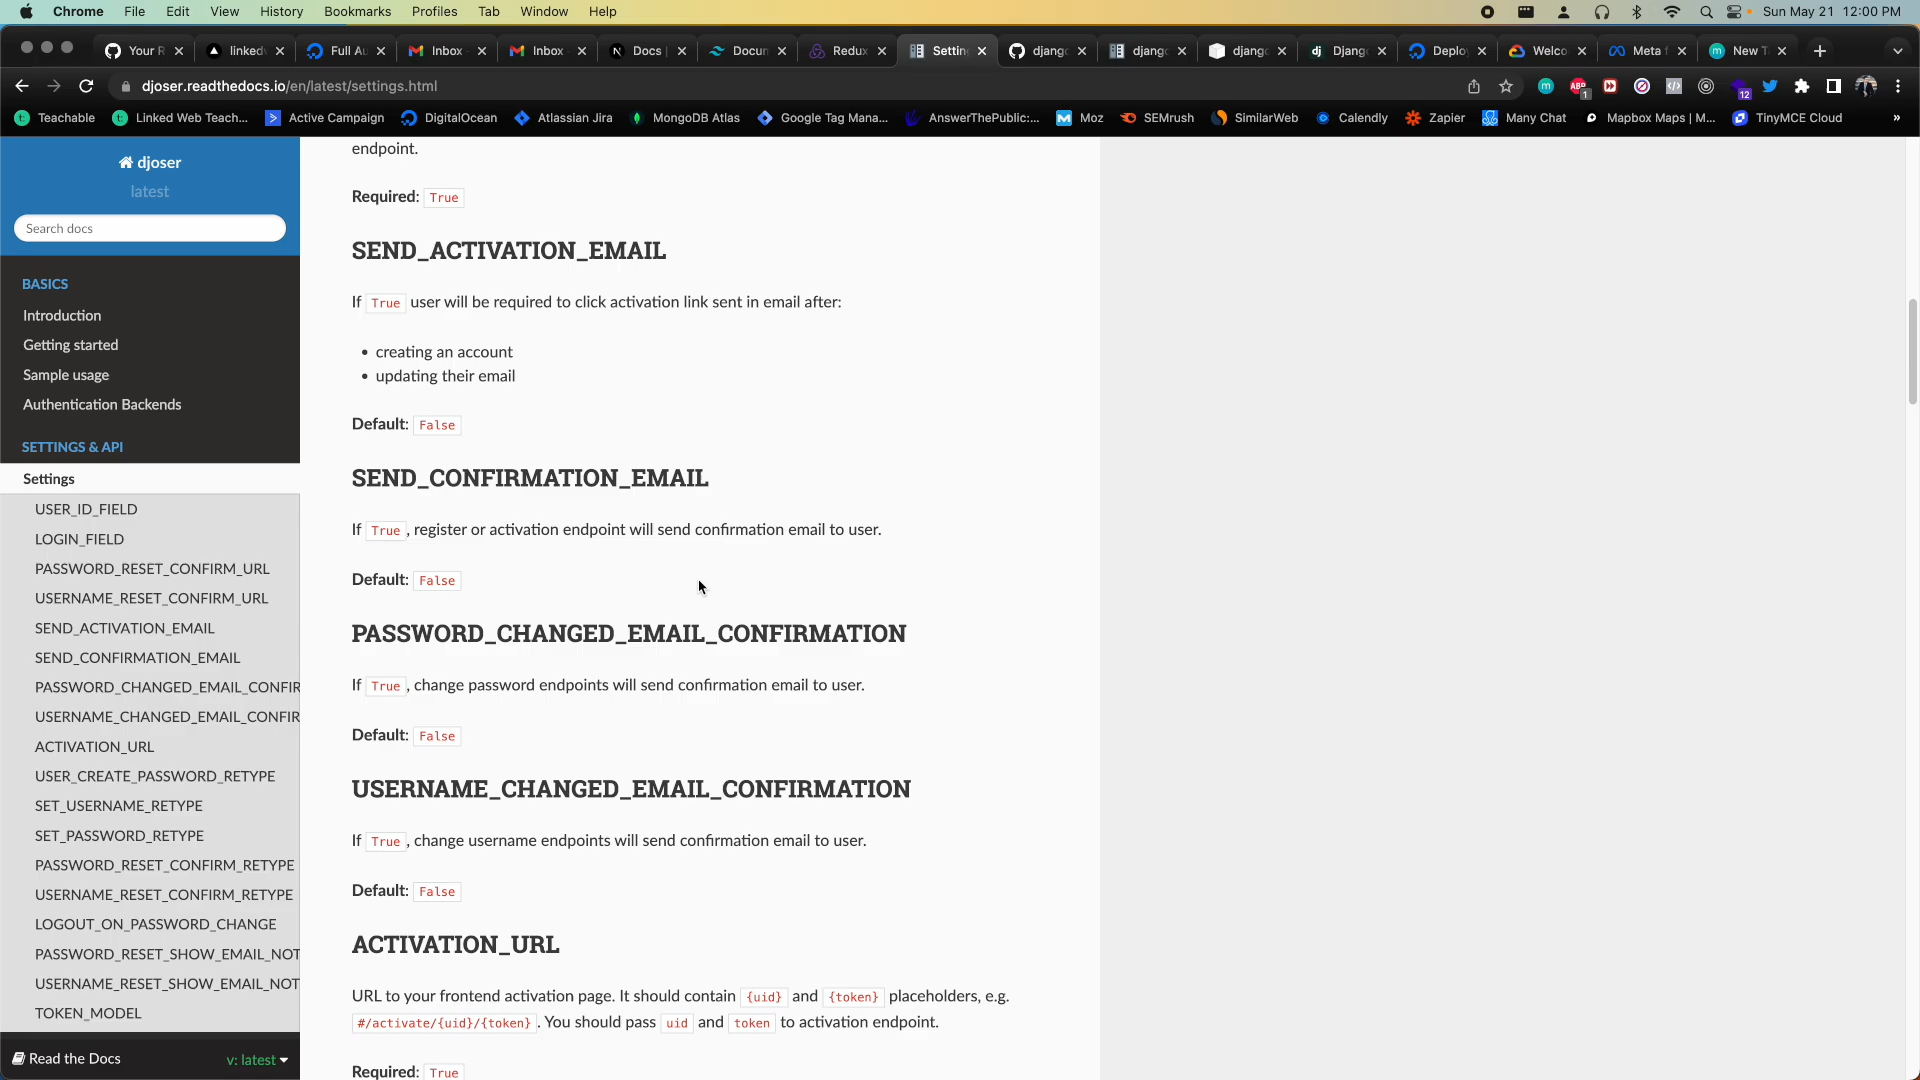 Chrome File Edit View History Bookmarks Profiles Tab Window Help Sun May 21 12:00 PM
Your R linked Full Au Inbox - Inbox - Docs | Docum Redux Settin django django django Djang Deploy Welco Meta f New T
djoser.readthedocs.io/en/latest/settings.html ABP 1 12
Teachable Linked Web Teach... Active Campaign DigitalOcean Atlassian Jira MongoDB Atlas Google Tag Mana... AnswerThePublic:... Moz SEMrush SimilarWeb Calendly Zapier Many Chat Mapbox Maps | M... TinyMCE Cloud »
djoser
latest
Search docs
BASICS
Introduction
Getting started
Sample usage
Authentication Backends
SETTINGS & API
Settings
USER_ID_FIELD
LOGIN_FIELD
PASSWORD_RESET_CONFIRM_URL
USERNAME_RESET_CONFIRM_URL
SEND_ACTIVATION_EMAIL
SEND_CONFIRMATION_EMAIL
PASSWORD_CHANGED_EMAIL_CONFIR
USERNAME_CHANGED_EMAIL_CONFIR
ACTIVATION_URL
USER_CREATE_PASSWORD_RETYPE
SET_USERNAME_RETYPE
SET_PASSWORD_RETYPE
PASSWORD_RESET_CONFIRM_RETYPE
USERNAME_RESET_CONFIRM_RETYPE
LOGOUT_ON_PASSWORD_CHANGE
PASSWORD_RESET_SHOW_EMAIL_NOT
USERNAME_RESET_SHOW_EMAIL_NOT
TOKEN_MODEL
Read the Docs v: latest
endpoint.
Required: True
SEND_ACTIVATION_EMAIL
If True user will be required to click activation link sent in email after:
• creating an account
• updating their email
Default: False
SEND_CONFIRMATION_EMAIL
If True, register or activation endpoint will send confirmation email to user.
Default: False
PASSWORD_CHANGED_EMAIL_CONFIRMATION
If True, change password endpoints will send confirmation email to user.
Default: False
USERNAME_CHANGED_EMAIL_CONFIRMATION
If True, change username endpoints will send confirmation email to user.
Default: False
ACTIVATION_URL
URL to your frontend activation page. It should contain {uid} and {token} placeholders, e.g.
#/activate/{uid}/{token}. You should pass uid and token to activation endpoint.
Required: True